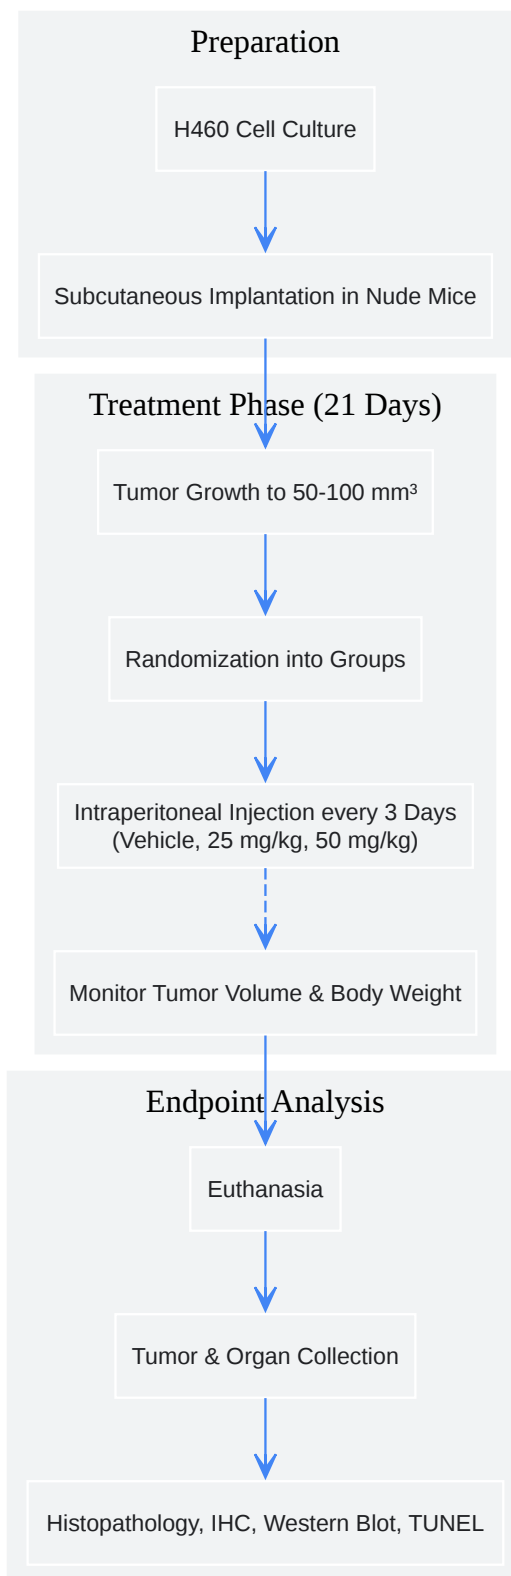 Preparation
H460 Cell Culture
Subcutaneous Implantation in Nude Mice
Treatment Phase (21 Days)
Tumor Growth to 50-100 mm³
Randomization into Groups
Intraperitoneal Injection every 3 Days
(Vehicle, 25 mg/kg, 50 mg/kg)
Monitor Tumor Volume & Body Weight
Endpoint Analysis
Euthanasia
Tumor & Organ Collection
Histopathology, IHC, Western Blot, TUNEL